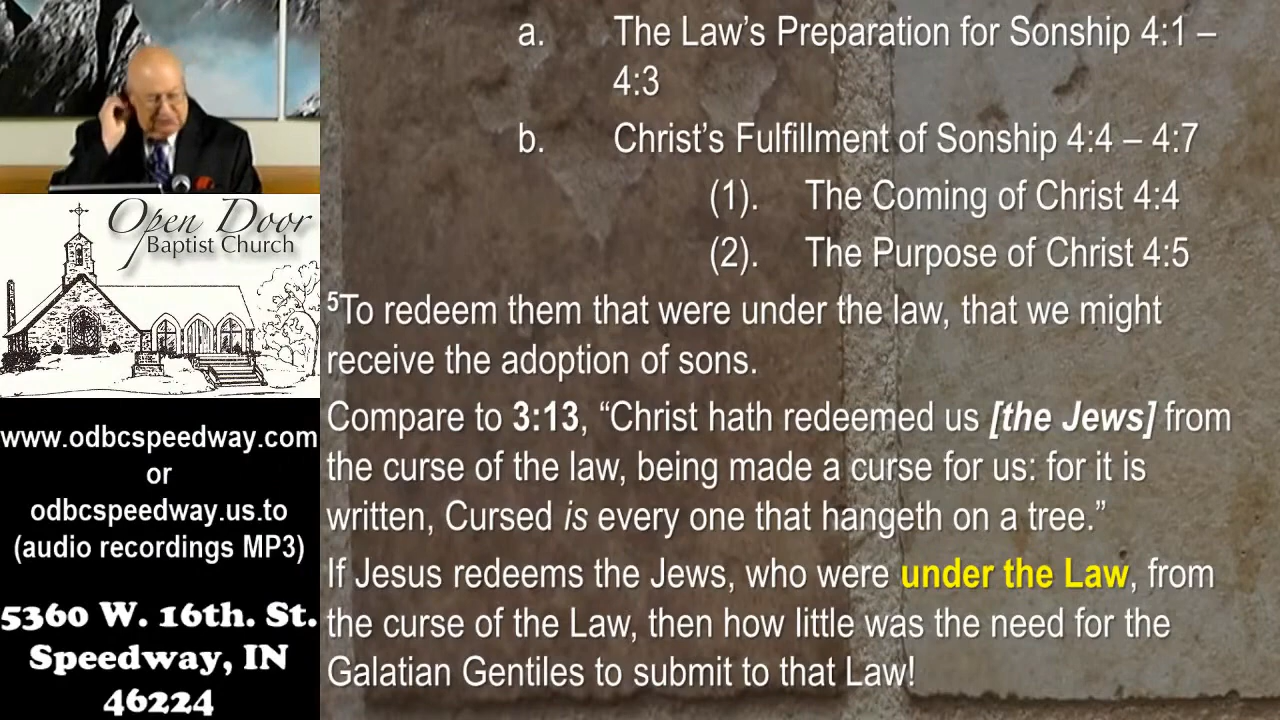 a. The Law’s Preparation for Sonship 4:1 –
4:3
b. Christ’s Fulfillment of Sonship 4:4 – 4:7
(1). The Coming of Christ 4:4
(2). The Purpose of Christ 4:5
5To redeem them that were under the law, that we might
receive the adoption of sons.
Compare to 3:13, “Christ hath redeemed us [the Jews] from
the curse of the law, being made a curse for us: for it is
written, Cursed is every one that hangeth on a tree.”
If Jesus redeems the Jews, who were under the Law, from
the curse of the Law, then how little was the need for the
Galatian Gentiles to submit to that Law!
Open Door
Baptist Church
www.odbcspeedway.com
or
odbcspeedway.us.to
(audio recordings MP3)
5360 W. 16th. St.
Speedway, IN
46224